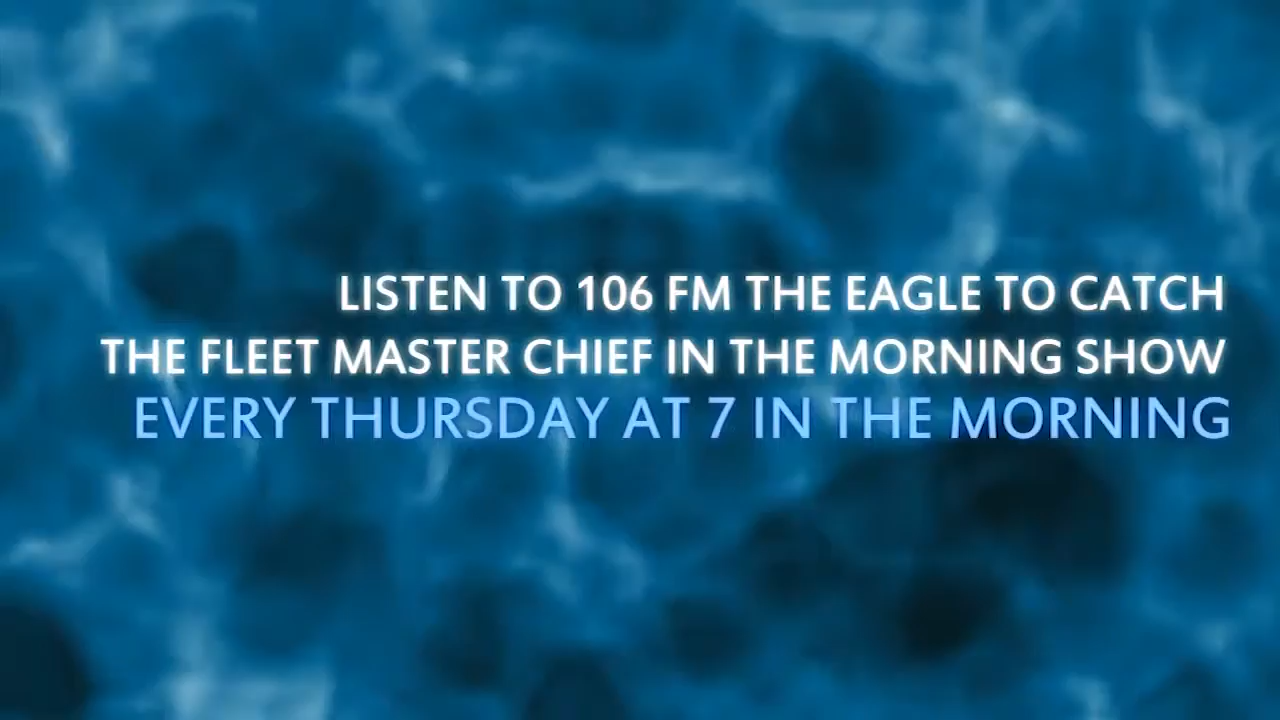 LISTEN TO 106 FM THE EAGLE TO CATCH
THE FLEET MASTER CHIEF IN THE MORNING SHOW
EVERY THURSDAY AT 7 IN THE MORNING